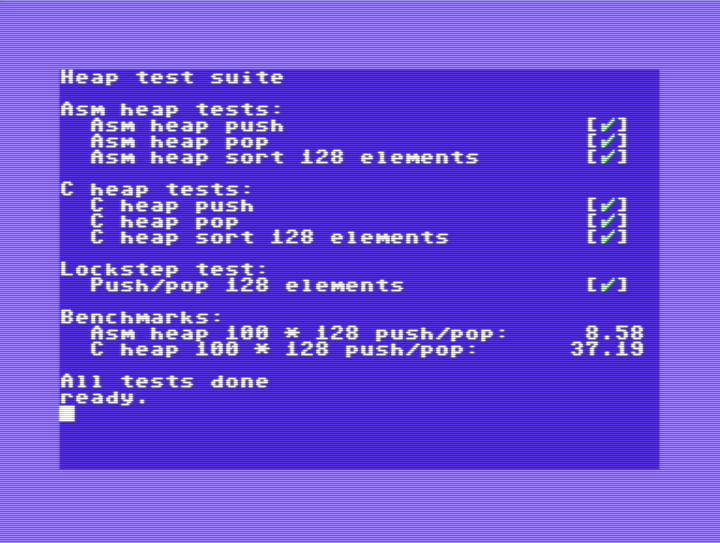 Heap test suite
Asm heap tests:
Asm heap push [✓]
Asm heap pop [✓]
Asm heap sort 128 elements [✓]
C heap tests:
C heap push [✓]
C heap pop [✓]
C heap sort 128 elements [✓]
Lockstep test:
Push/pop 128 elements [✓]
Benchmarks:
Asm heap 100 * 128 push/pop: 8.58
C heap 100 * 128 push/pop: 37.19
All tests done
ready.